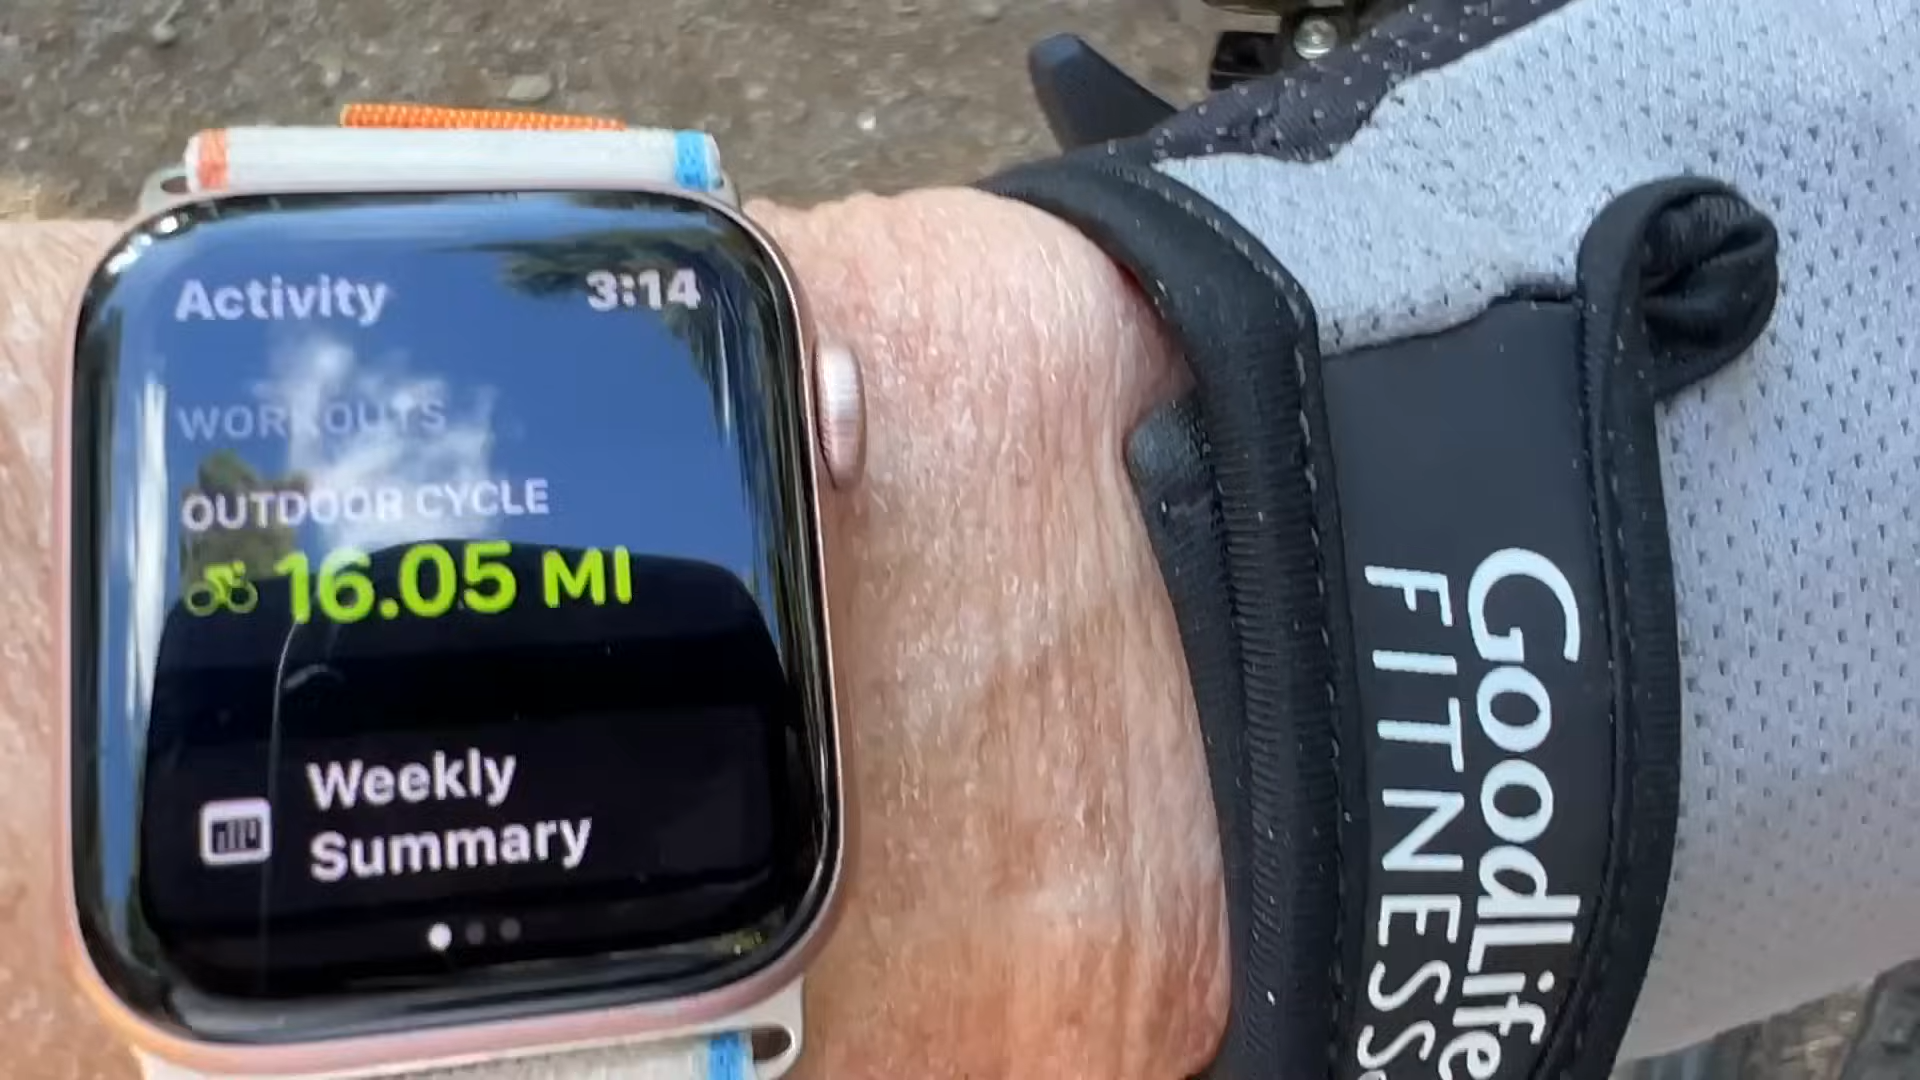 Activity
3:14
WORKOUTS
OUTDOOR CYCLE
16.05 MI
Weekly
Summary
GoodLife
FITNESS